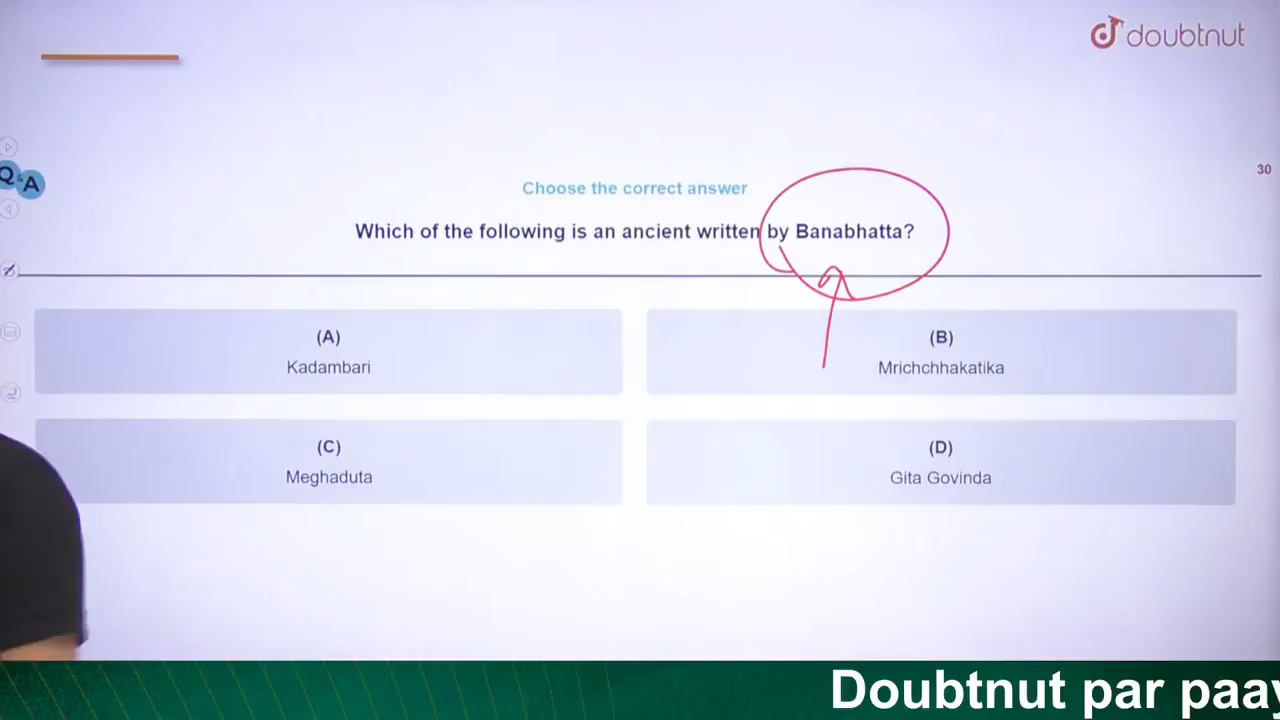 doubtnut
Q & A
30
Choose the correct answer
Which of the following is an ancient written by Banabhatta?
(A)
Kadambari
(B)
Mrichchhakatika
(C)
Meghaduta
(D)
Gita Govinda
Doubtnut par paay